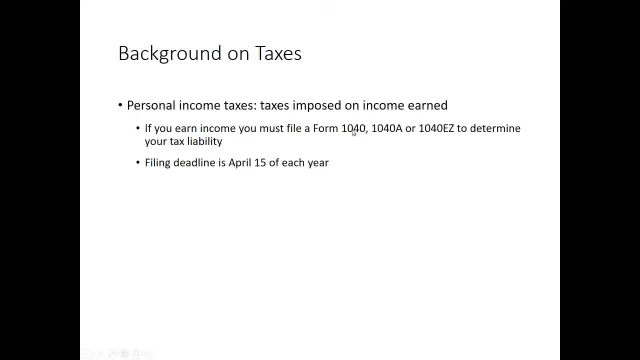 Background on Taxes
• Personal income taxes: taxes imposed on income earned
• If you earn income you must file a Form 1040, 1040A or 1040EZ to determine
your tax liability
• Filing deadline is April 15 of each year